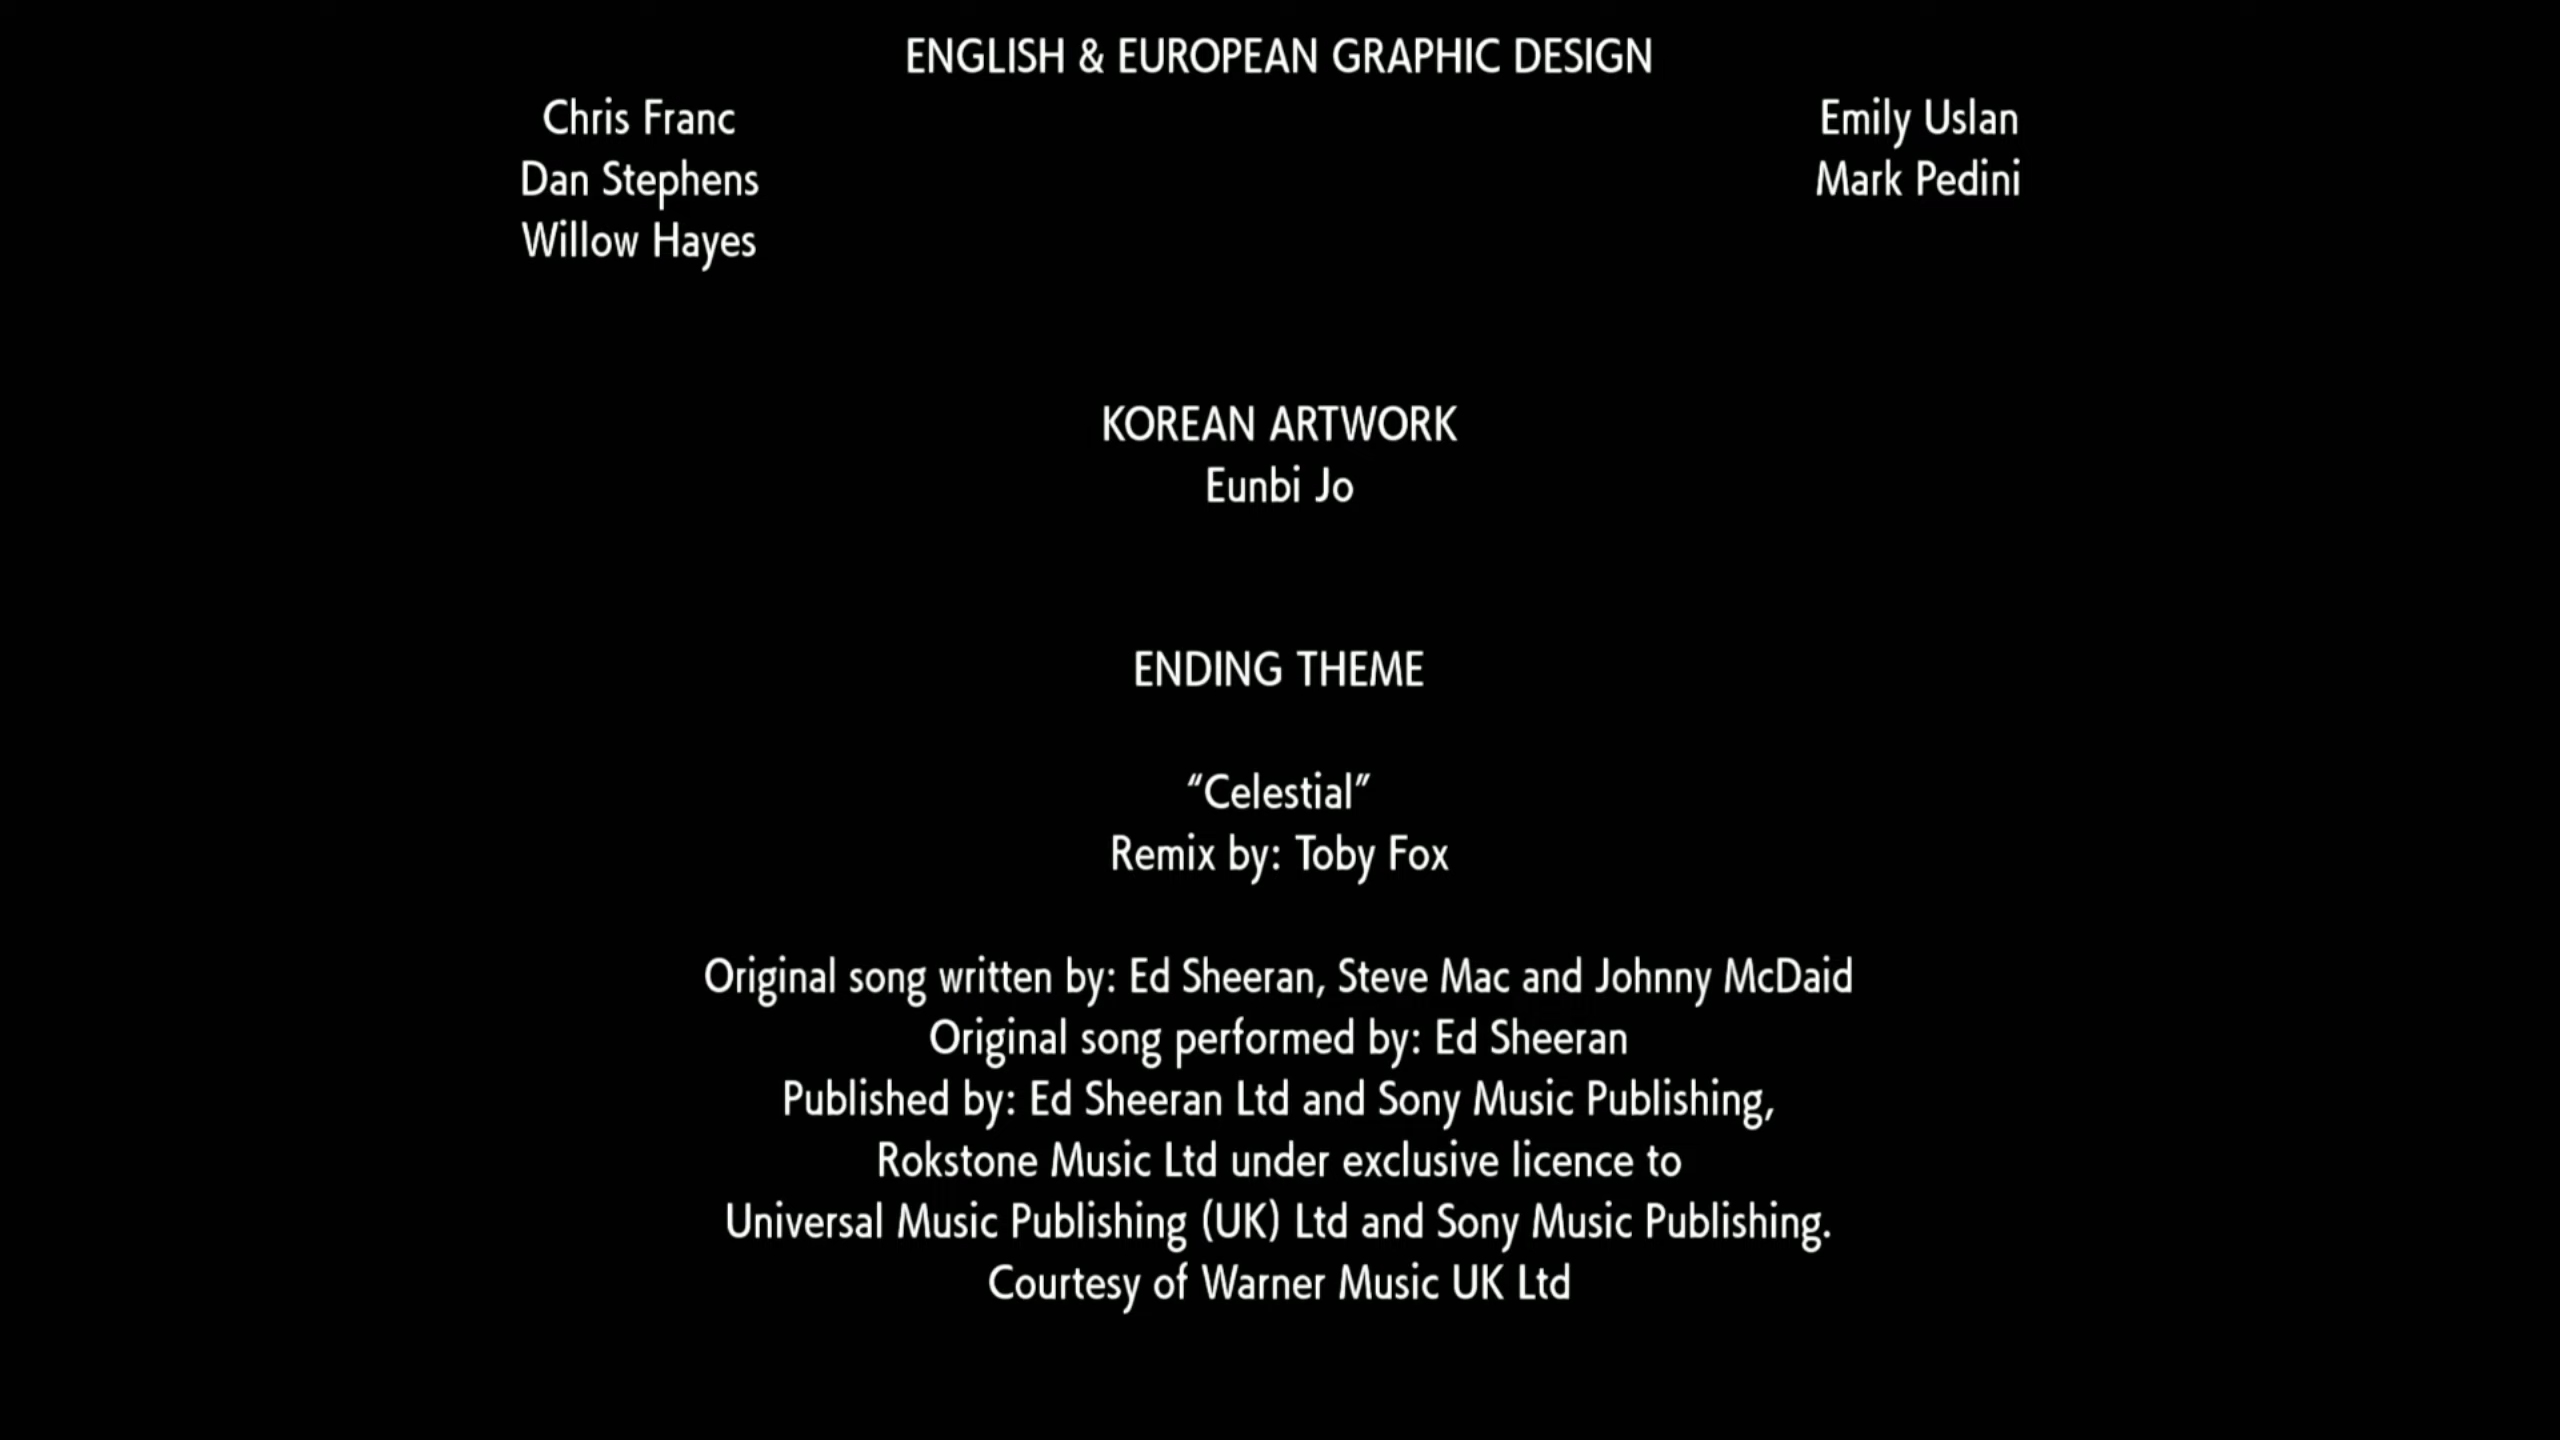 ENGLISH & EUROPEAN GRAPHIC DESIGN
Chris Franc
Emily Uslan
Dan Stephens
Mark Pedini
Willow Hayes
KOREAN ARTWORK
Eunbi Jo
ENDING THEME
“Celestial”
Remix by: Toby Fox
Original song written by: Ed Sheeran, Steve Mac and Johnny McDaid
Original song performed by: Ed Sheeran
Published by: Ed Sheeran Ltd and Sony Music Publishing,
Rokstone Music Ltd under exclusive licence to
Universal Music Publishing (UK) Ltd and Sony Music Publishing.
Courtesy of Warner Music UK Ltd